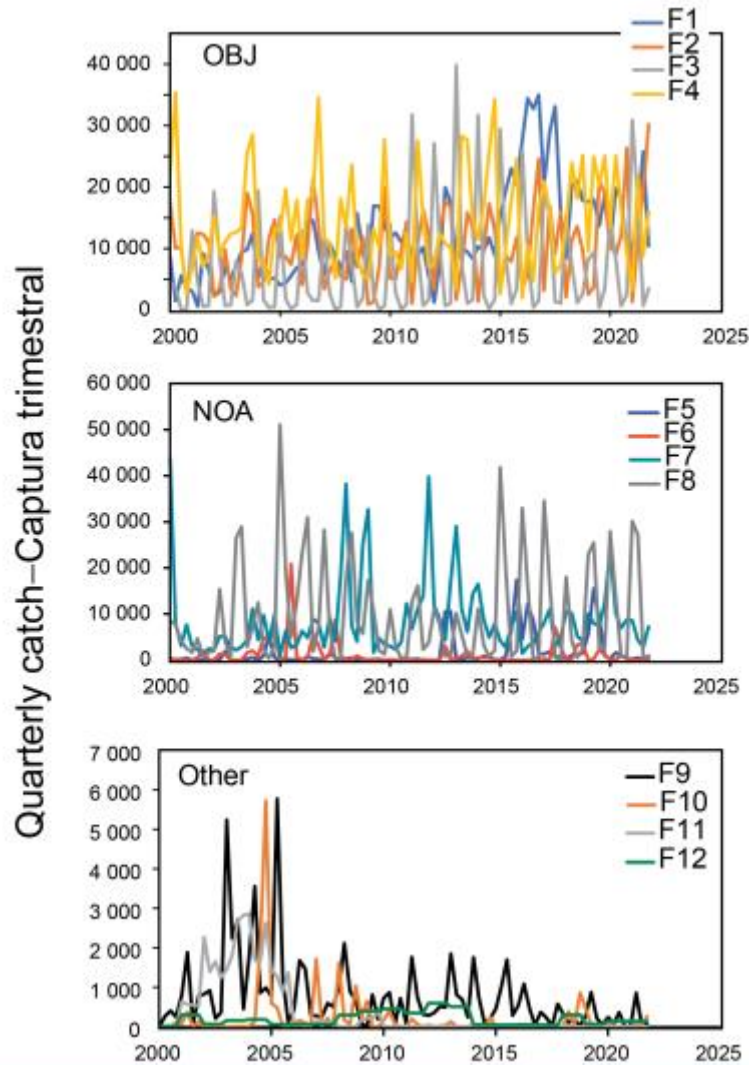 Quarterly catch–Captura trimestral
OBJ
F1
F2
F3
F4
40 000
30 000
20 000
10 000
0
2000 2005 2010 2015 2020 2025
NOA
F5
F6
F7
F8
60 000
50 000
40 000
30 000
20 000
10 000
0
2000 2005 2010 2015 2020 2025
Other
F9
F10
F11
F12
7 000
6 000
5 000
4 000
3 000
2 000
1 000
0
2000 2005 2010 2015 2020 2025